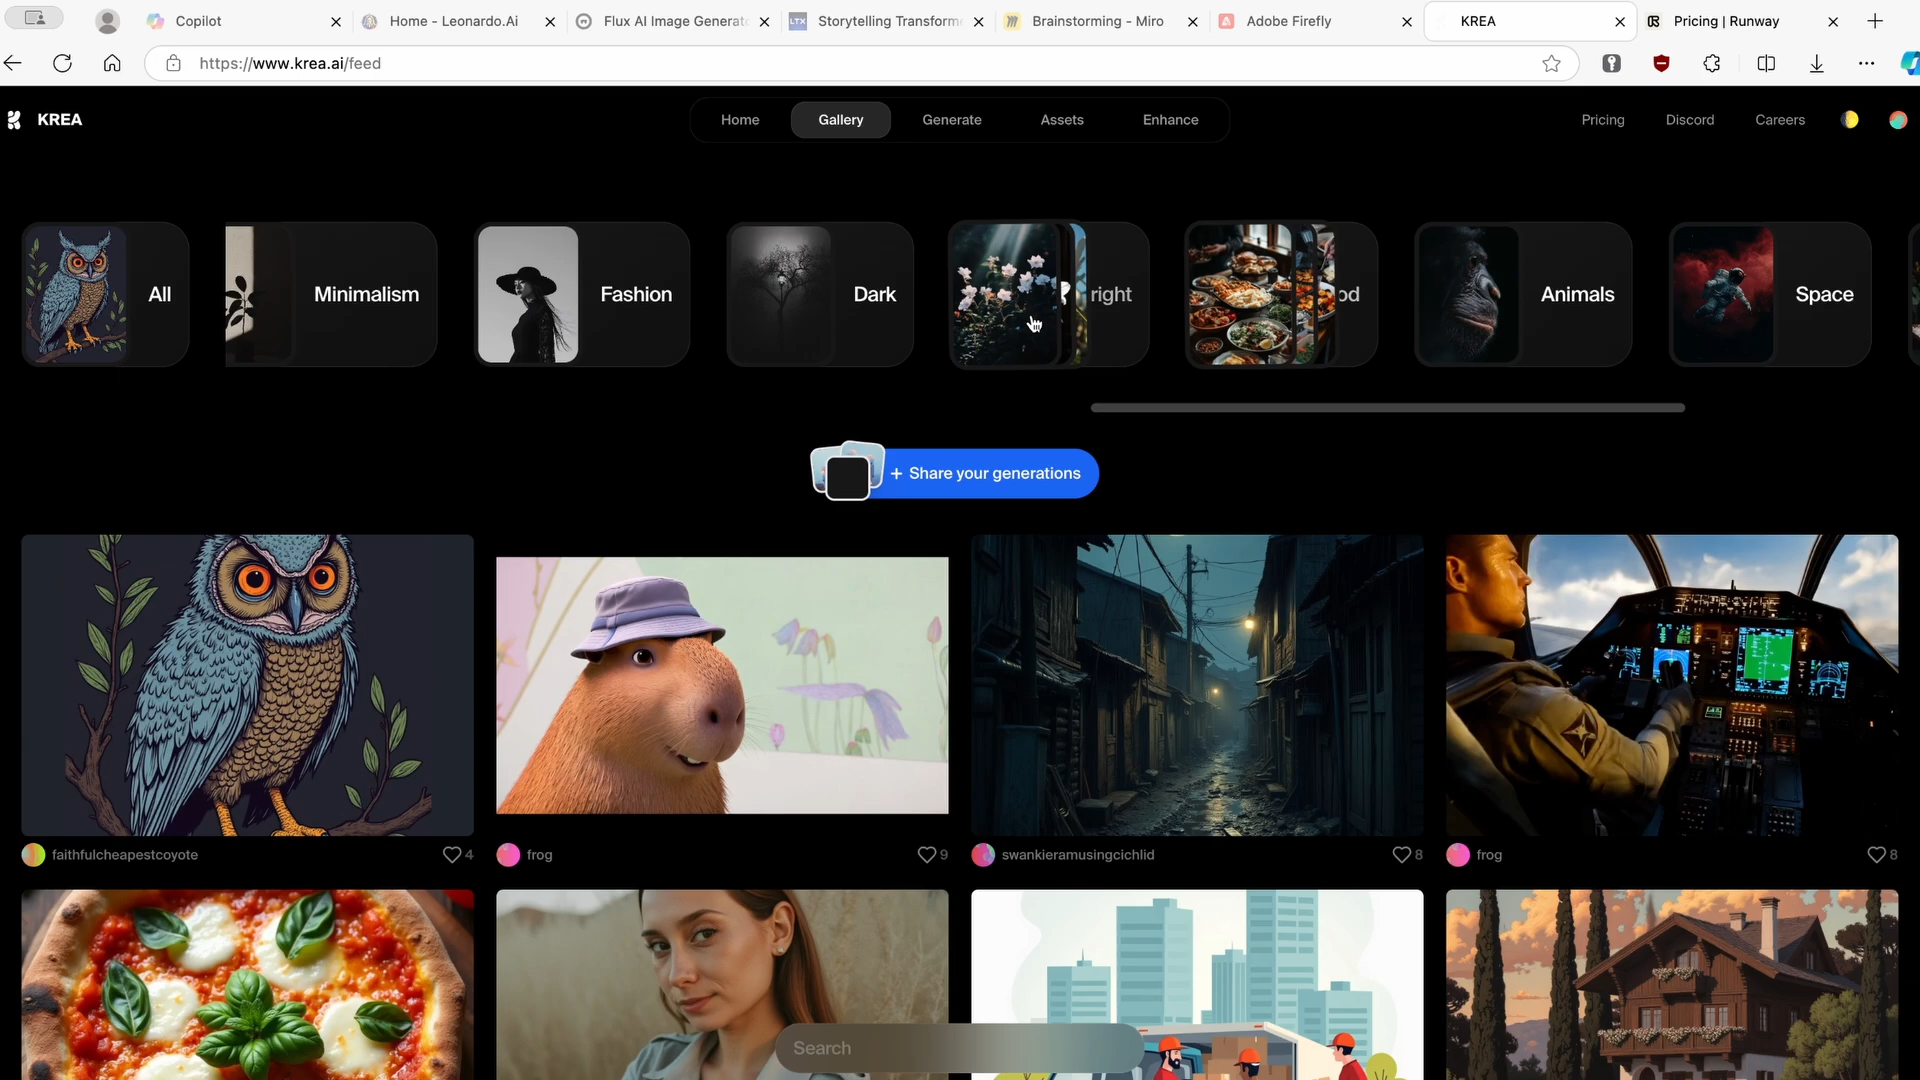 Copilot
Home - Leonardo.Ai
Flux AI Image Generato
Storytelling Transform
Brainstorming - Miro
Adobe Firefly
KREA
Pricing | Runway
https://www.krea.ai/feed
KREA
Home
Gallery
Generate
Assets
Enhance
Pricing
Discord
Careers
All
Minimalism
Fashion
Dark
right
od
Animals
Space
+ Share your generations
faithfulcheapestcoyote
4
frog
9
swankieramusingcichlid
8
frog
8
Search